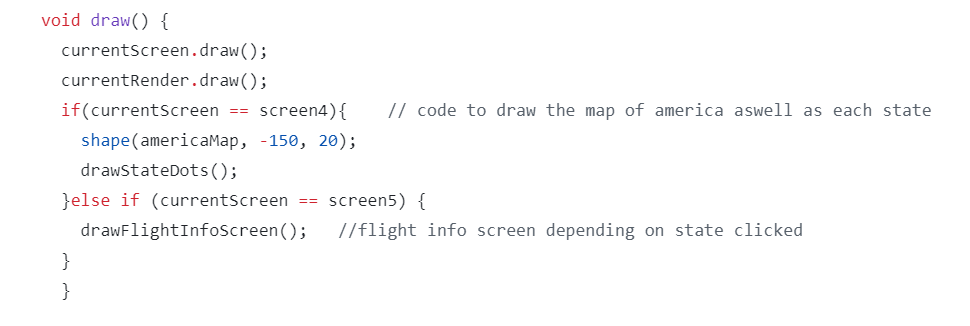 void draw() {
  currentScreen.draw();
  currentRender.draw();
  if(currentScreen == screen4){    // code to draw the map of america aswell as each state
    shape(americaMap, -150, 20);
    drawStateDots();
  }else if (currentScreen == screen5) {
    drawFlightInfoScreen();   //flight info screen depending on state clicked
  }
  }